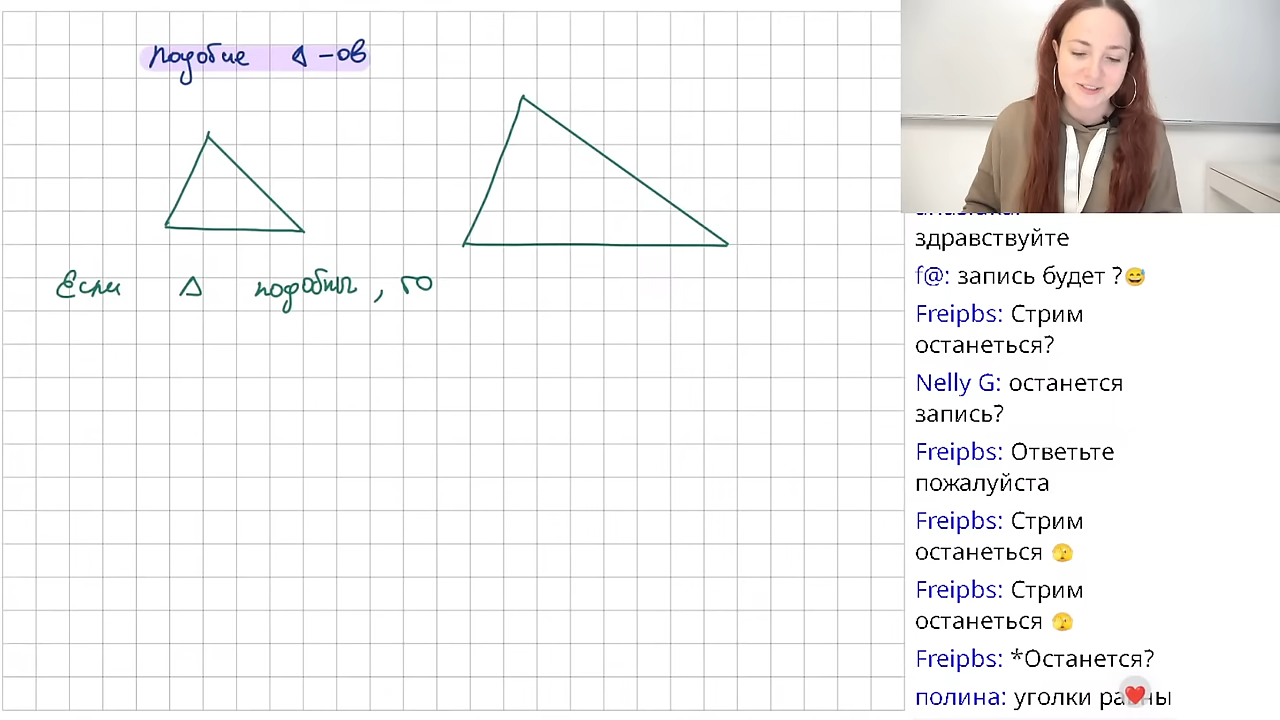 подобие Δ-ов
Если Δ подобны, то
здравствуйте
f@: запись будет ?😅
Freipbs: Стрим
останеться?
Nelly G: останется
запись?
Freipbs: Ответьте
пожалуйста
Freipbs: Стрим
останеться 🫣
Freipbs: Стрим
останеться 🫣
Freipbs: *Останется?
полина: уголки равны